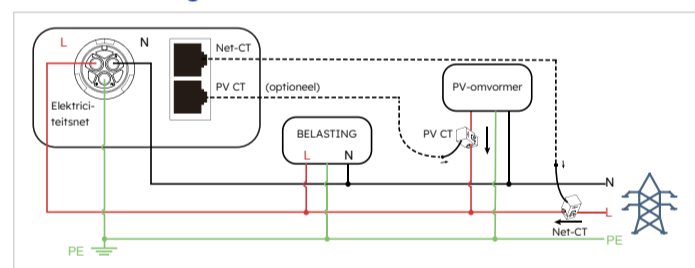 L
N
Net-CT
PV CT (optioneel)
Elektrici-
teitsnet
PV-omvormer
BELASTING
PV CT
L
N
N
L
Net-CT
PE
PE